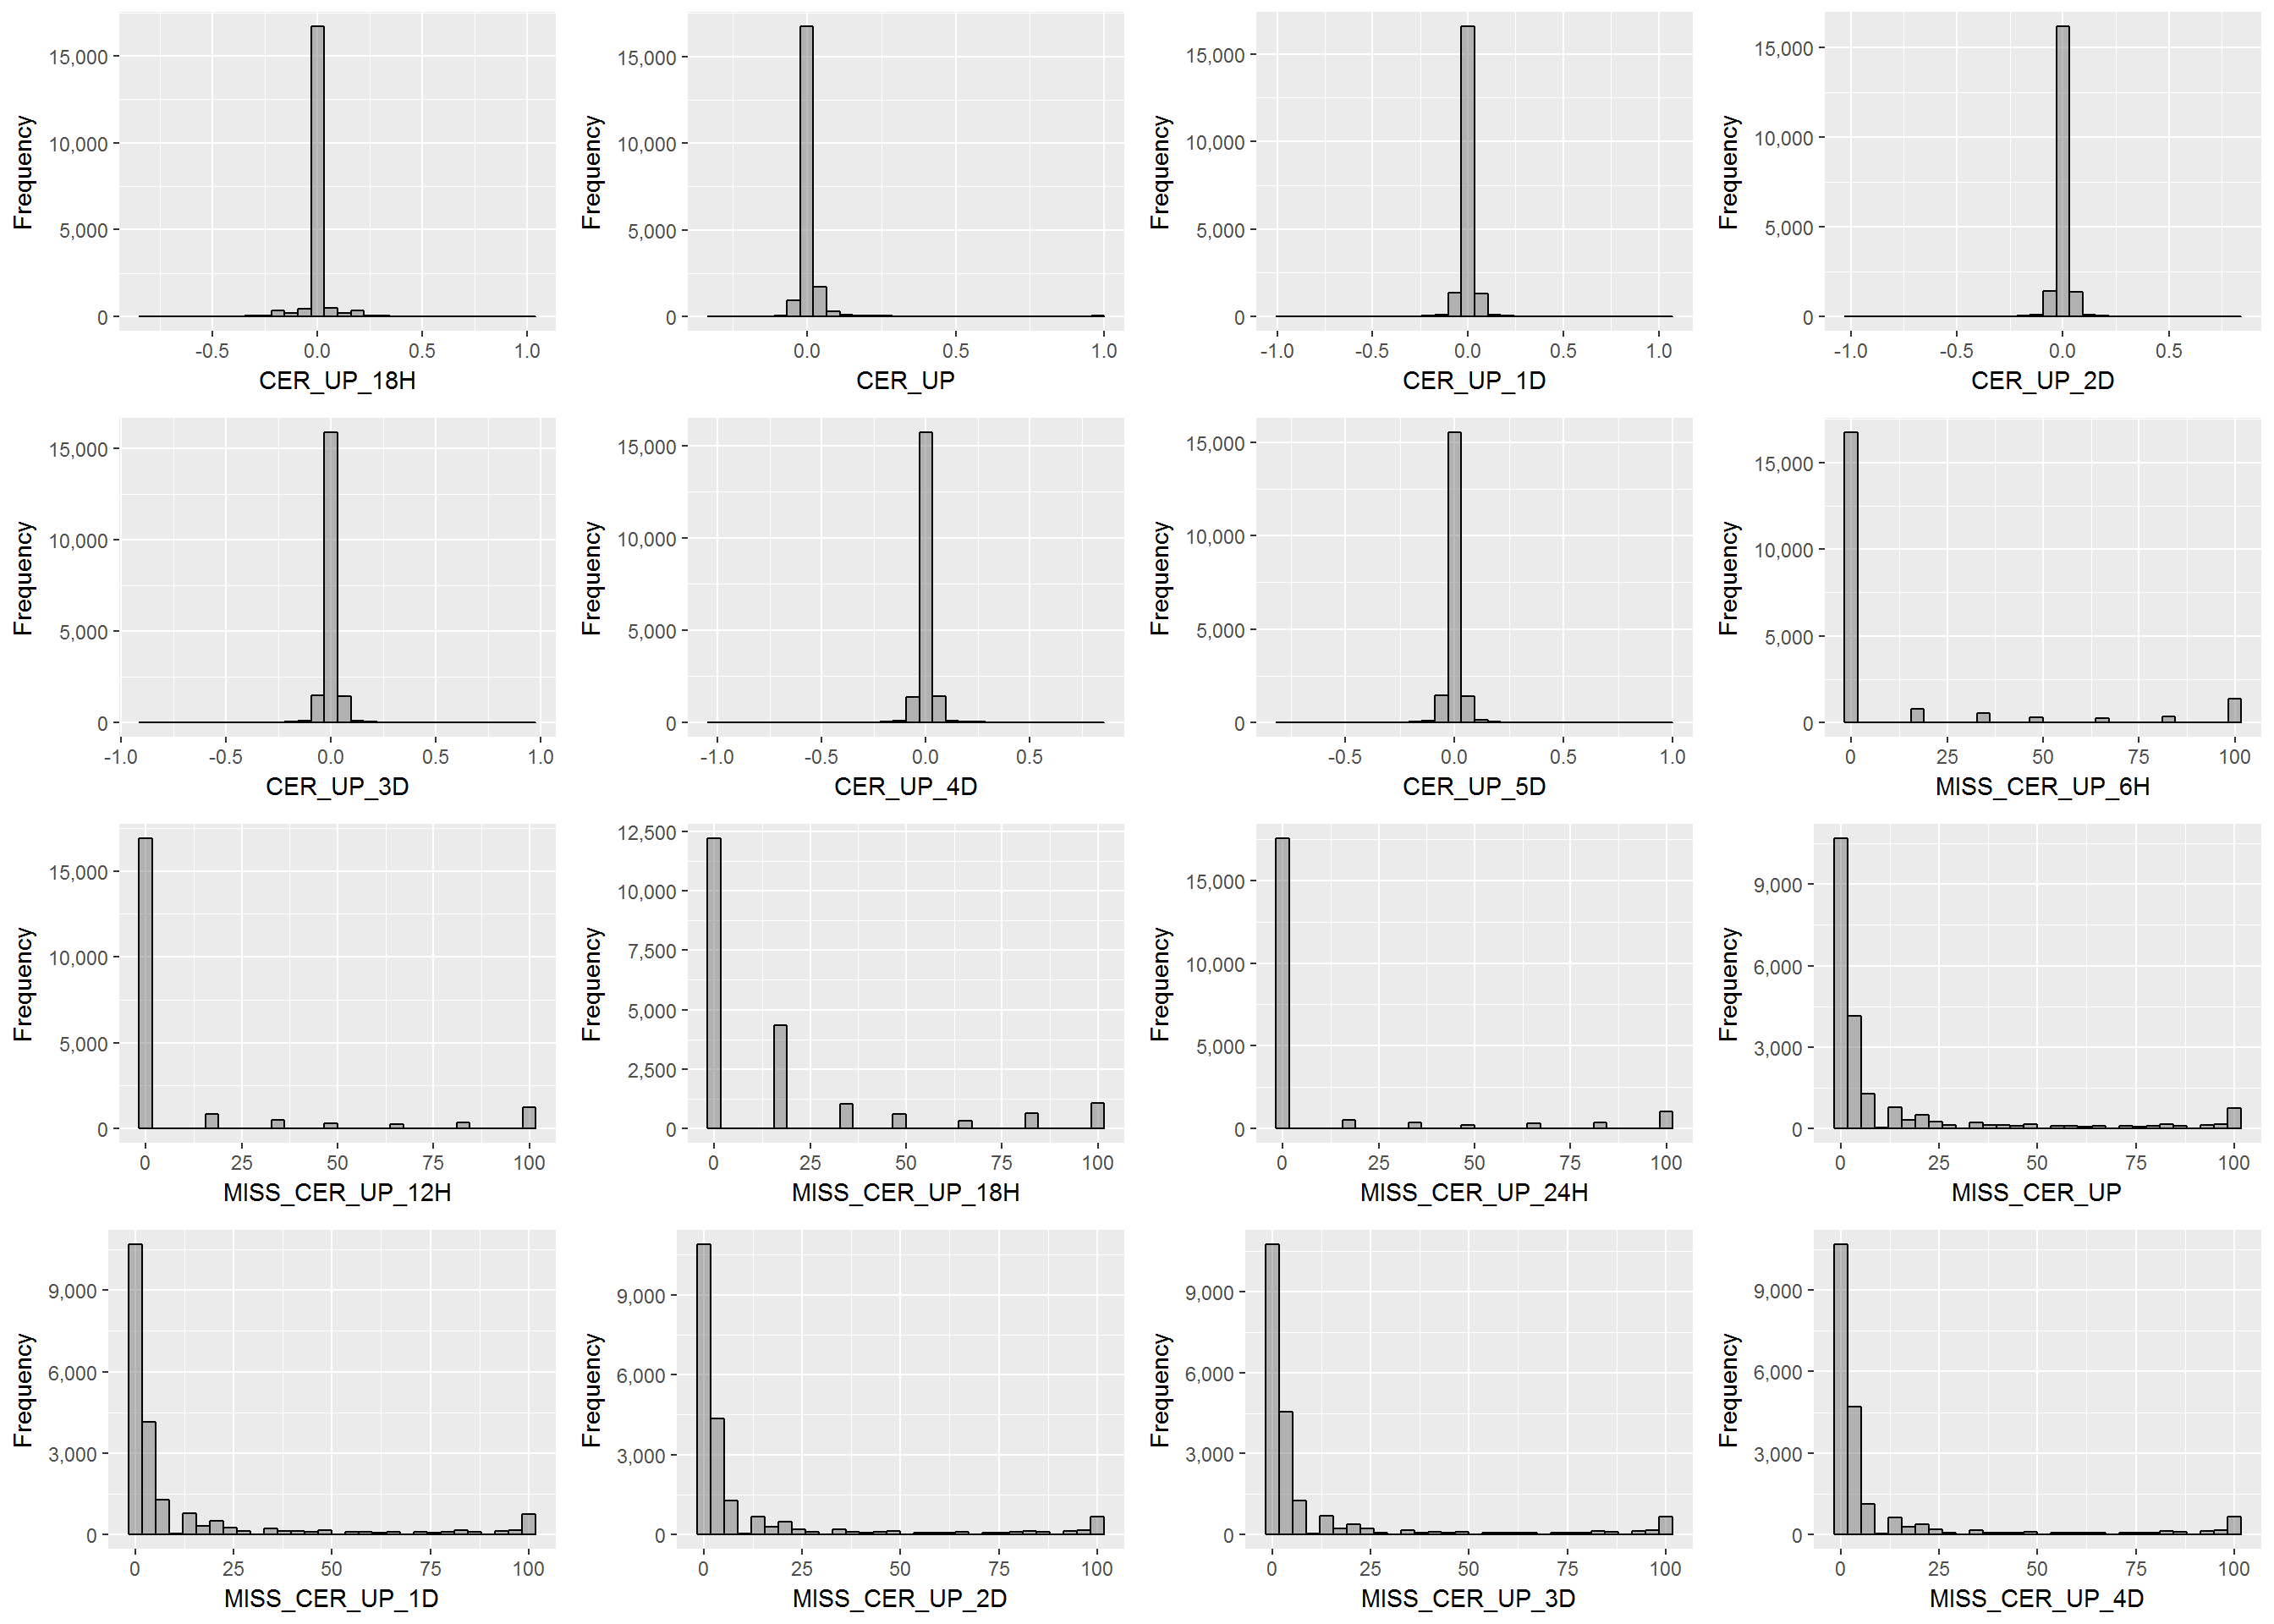 Frequency
15,000
10,000
5,000
0
-0.5 0.0 0.5 1.0
CER_UP_18H
Frequency
15,000
10,000
5,000
0
0.0 0.5 1.0
CER_UP
Frequency
15,000
10,000
5,000
0
-1.0 -0.5 0.0 0.5 1.0
CER_UP_1D
Frequency
15,000
10,000
5,000
0
-1.0 -0.5 0.0 0.5
CER_UP_2D
Frequency
15,000
10,000
5,000
0
-1.0 -0.5 0.0 0.5 1.0
CER_UP_3D
Frequency
15,000
10,000
5,000
0
-1.0 -0.5 0.0 0.5
CER_UP_4D
Frequency
15,000
10,000
5,000
0
-0.5 0.0 0.5 1.0
CER_UP_5D
Frequency
15,000
10,000
5,000
0
0 25 50 75 100
MISS_CER_UP_6H
Frequency
15,000
10,000
5,000
0
0 25 50 75 100
MISS_CER_UP_12H
Frequency
12,500
10,000
7,500
5,000
2,500
0
0 25 50 75 100
MISS_CER_UP_18H
Frequency
15,000
10,000
5,000
0
0 25 50 75 100
MISS_CER_UP_24H
Frequency
9,000
6,000
3,000
0
0 25 50 75 100
MISS_CER_UP
Frequency
9,000
6,000
3,000
0
0 25 50 75 100
MISS_CER_UP_1D
Frequency
9,000
6,000
3,000
0
0 25 50 75 100
MISS_CER_UP_2D
Frequency
9,000
6,000
3,000
0
0 25 50 75 100
MISS_CER_UP_3D
Frequency
9,000
6,000
3,000
0
0 25 50 75 100
MISS_CER_UP_4D